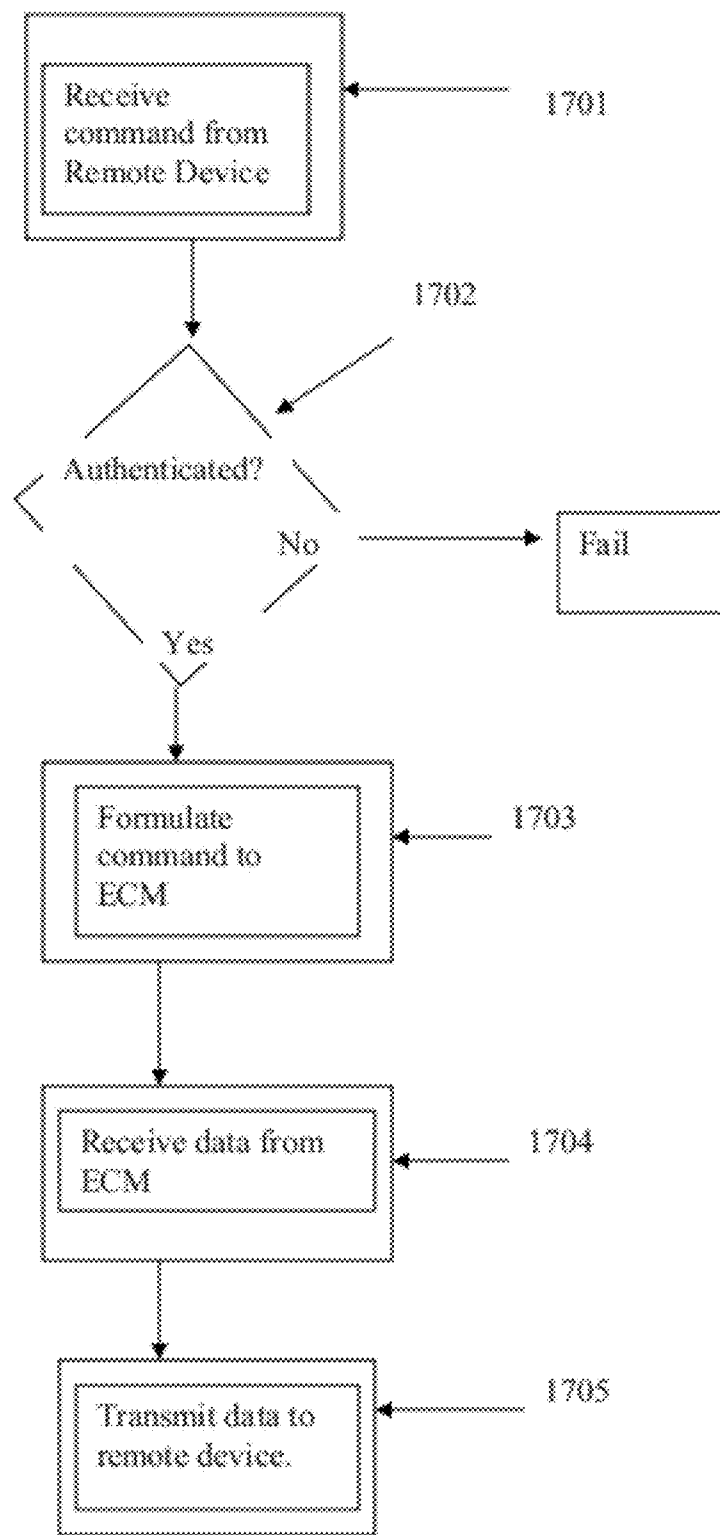 Receive
command from
Remote Device
1701
1702
Authenticated?
No
Fail
Yes
Formulate
command to
ECM
1703
Receive data from
ECM
1704
Transmit data to
remote device.
1705